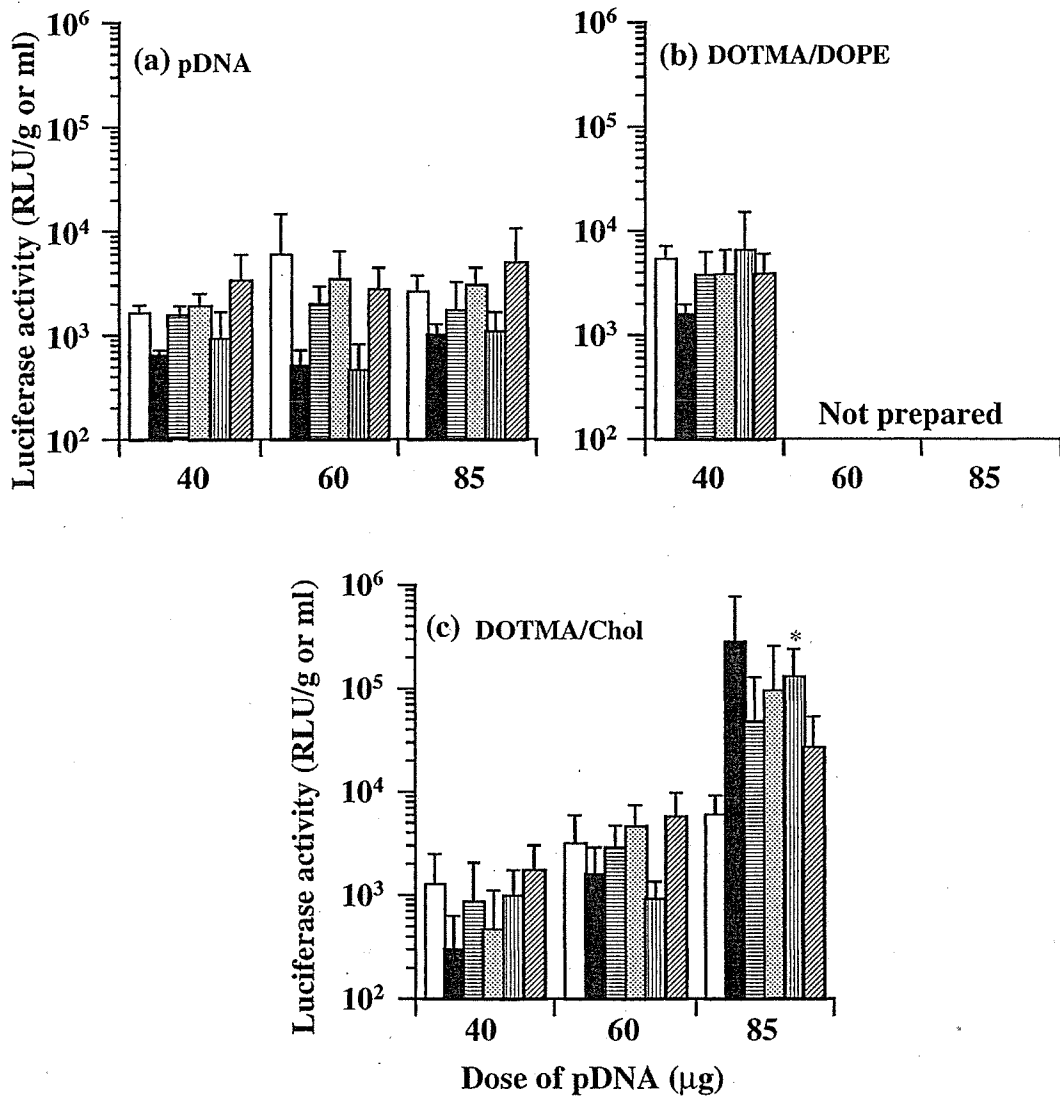 Luciferase activity (RLU/g or ml)
10⁶
10⁵
10⁴
10³
10²
(a) pDNA
40 60 85
10⁶
10⁵
10⁴
10³
10²
(b) DOTMA/DOPE
Not prepared
40 60 85
Luciferase activity (RLU/g or ml)
10⁶
10⁵
10⁴
10³
10²
(c) DOTMA/Chol
*
40 60 85
Dose of pDNA (µg)